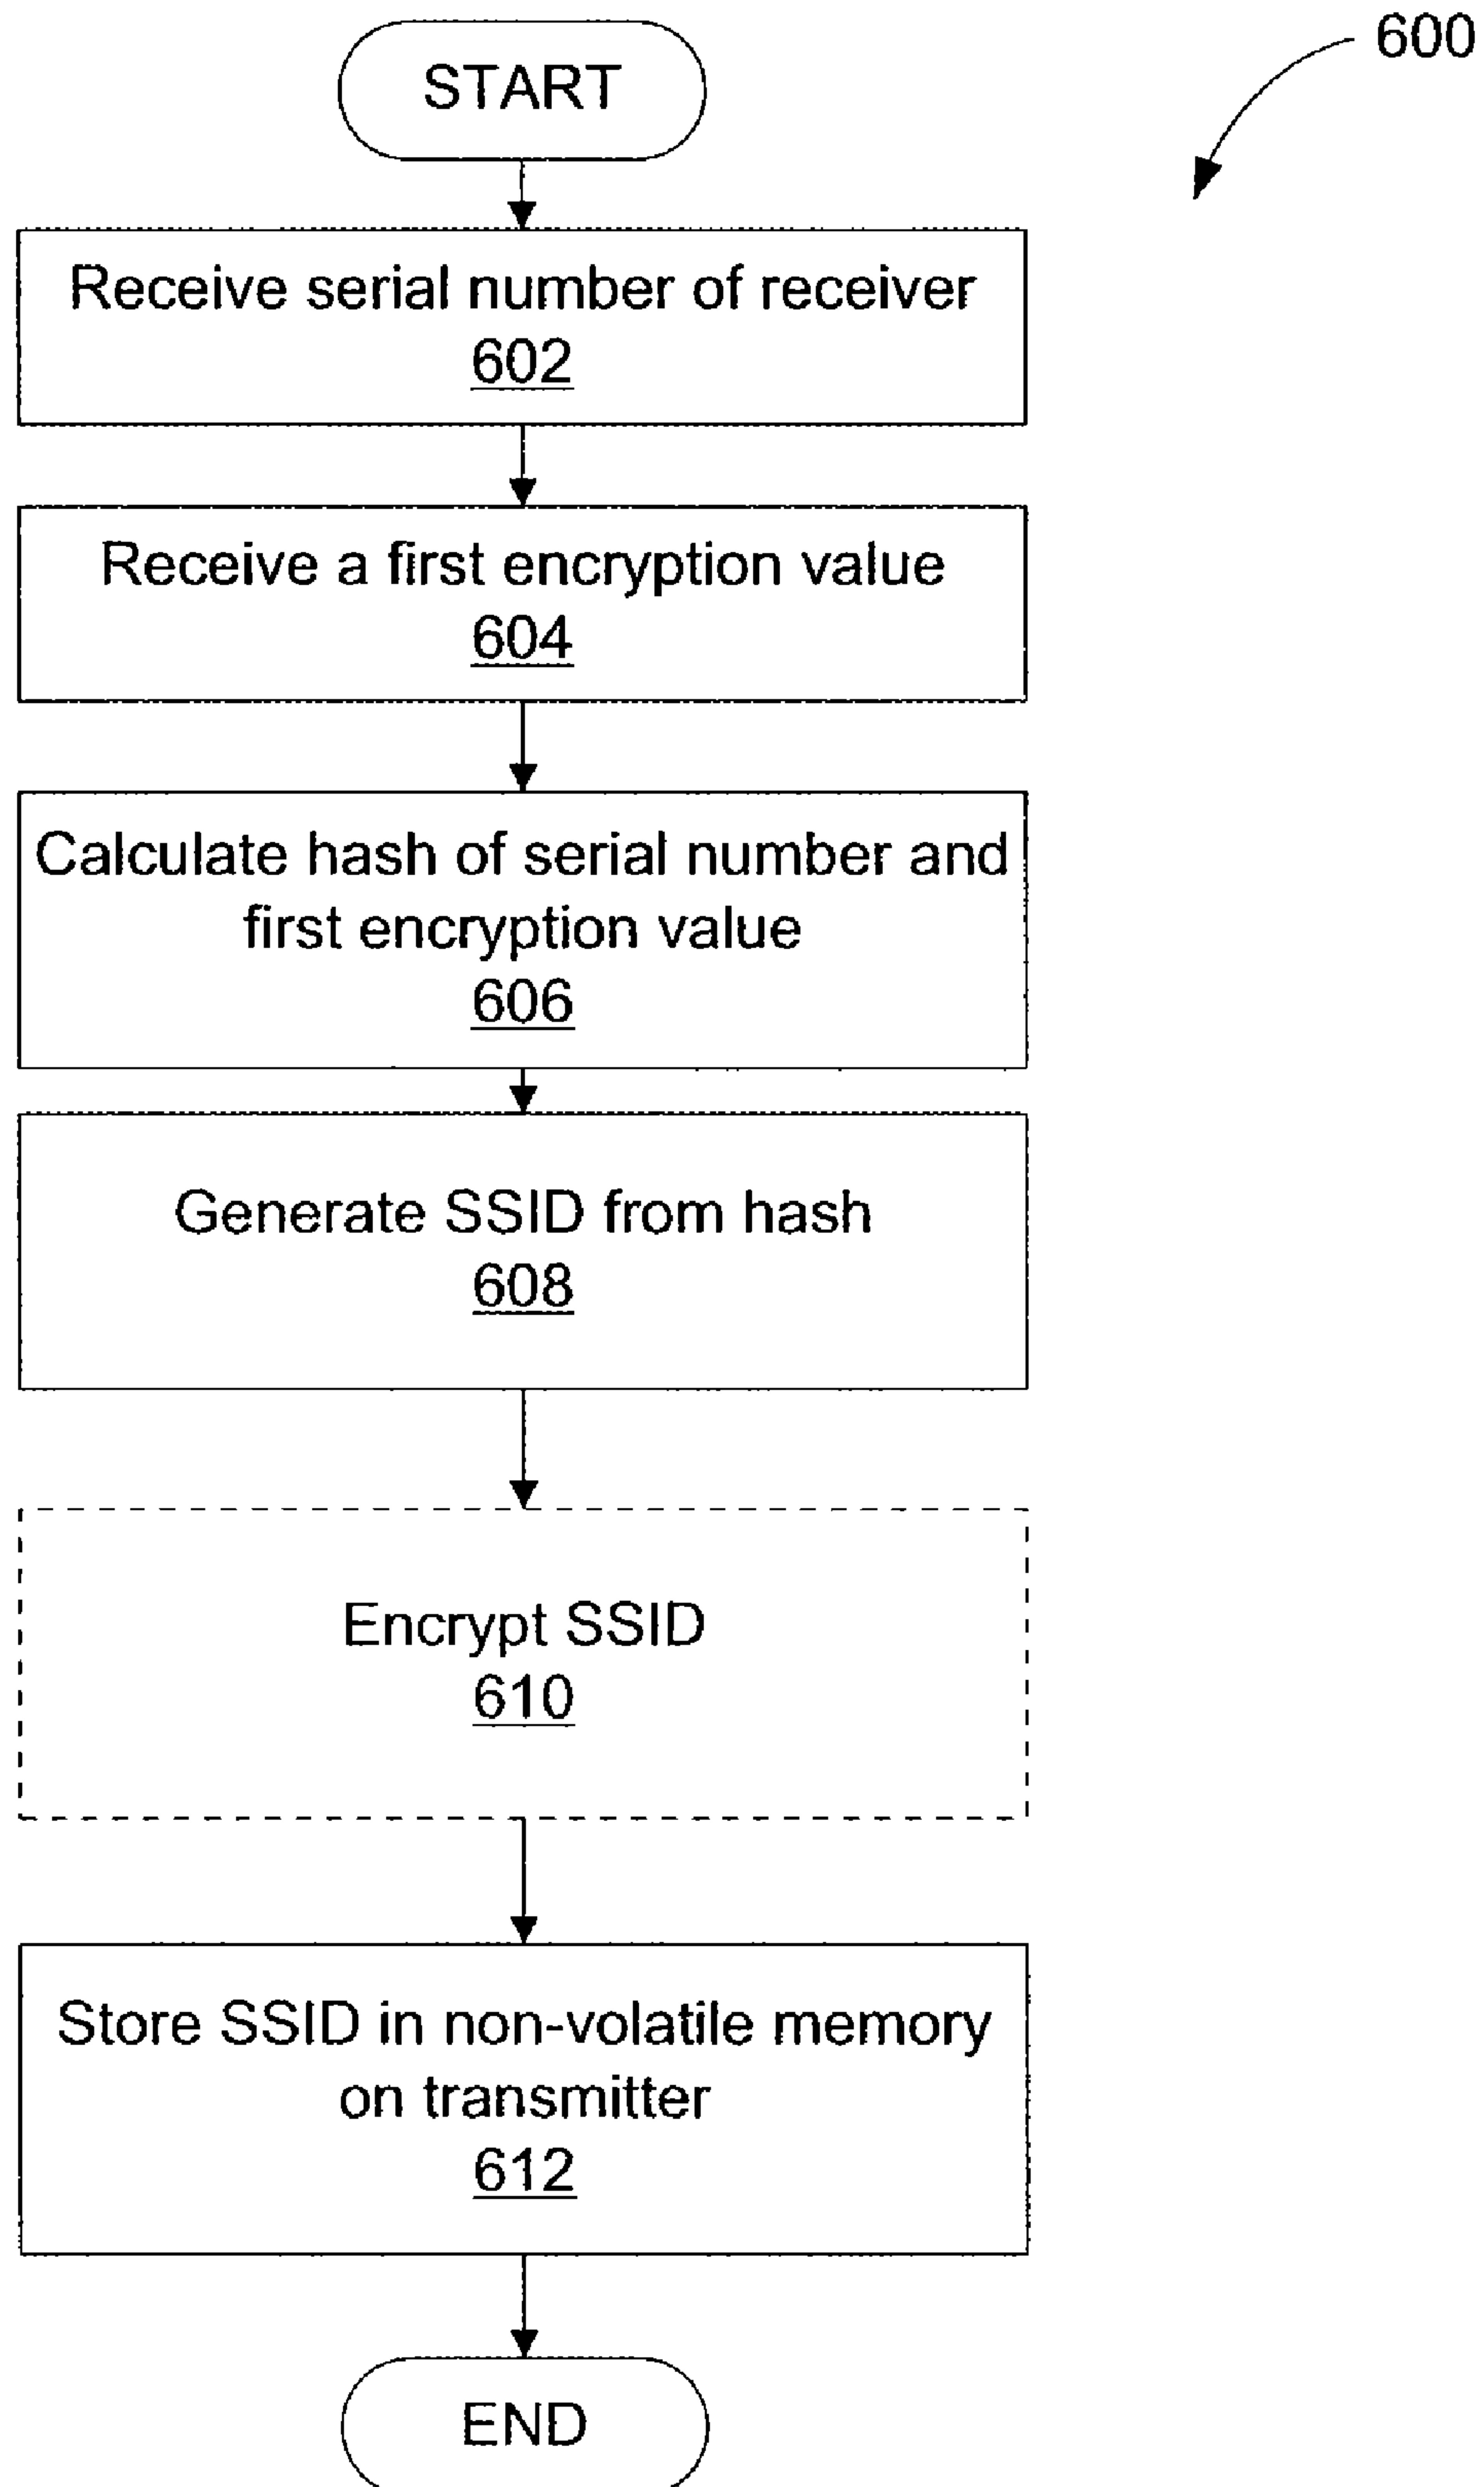 600
START
Receive serial number of receiver
602
Receive a first encryption value
604
Calculate hash of serial number and
first encryption value
606
Generate SSID from hash
608
Encrypt SSID
610
Store SSID in non-volatile memory
on transmitter
612
END